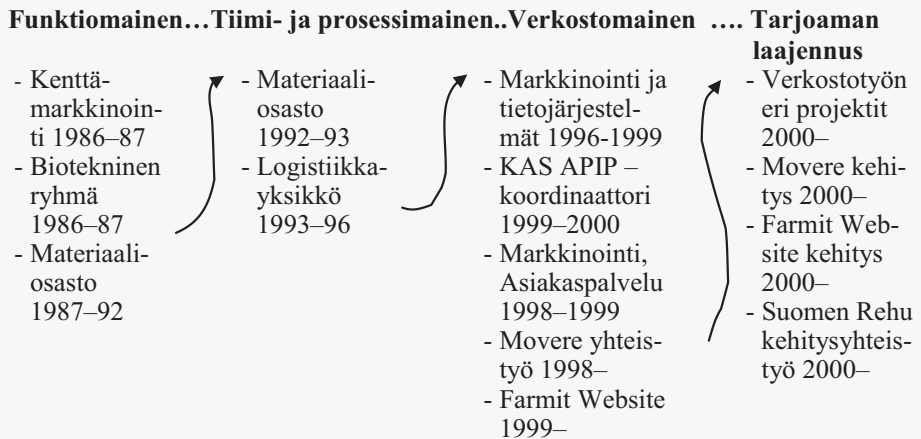 Funktiomainen…Tiimi- ja prosessimainen..Verkostomainen …. Tarjoaman
laajennus
- Kenttä-
markkinoin-
ti 1986–87
- Biotekninen
ryhmä
1986–87
- Materiaali-
osasto
1987–92
- Materiaali-
osasto
1992–93
- Logistiikka-
yksikkö
1993–96
- Markkinointi ja
tietojärjestel-
mät 1996-1999
- KAS APIP –
koordinaattori
1999–2000
- Markkinointi,
Asiakaspalvelu
1998–1999
- Movere yhteis-
työ 1998–
- Farmit Website
1999–
- Verkostotyön
eri projektit
2000–
- Movere kehi-
tys 2000–
- Farmit Web-
site kehitys
2000–
- Suomen Rehu
kehitysyhteis-
työ 2000–